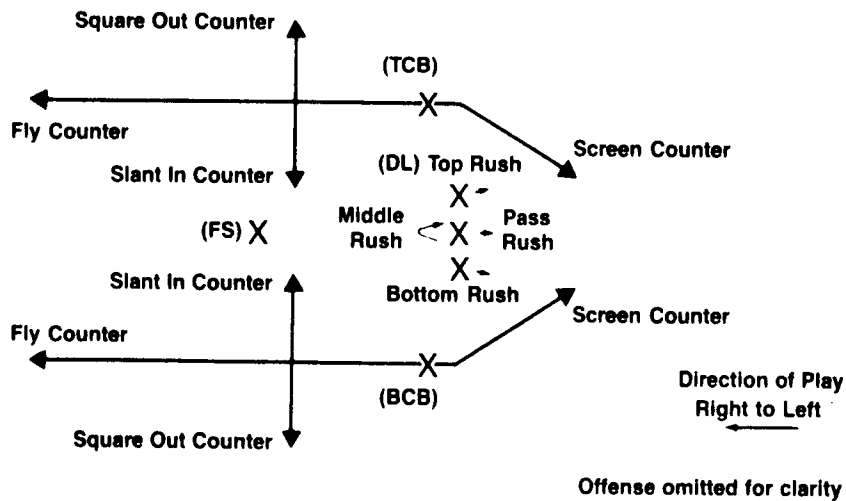 Square Out Counter
(TCB)
Fly Counter
Screen Counter
Slant In Counter
(DL) Top Rush
(FS) X
Middle
Rush
Pass
Rush
Slant In Counter
Bottom Rush
Fly Counter
Screen Counter
(BCB)
Direction of Play
Right to Left
Square Out Counter
Offense omitted for clarity